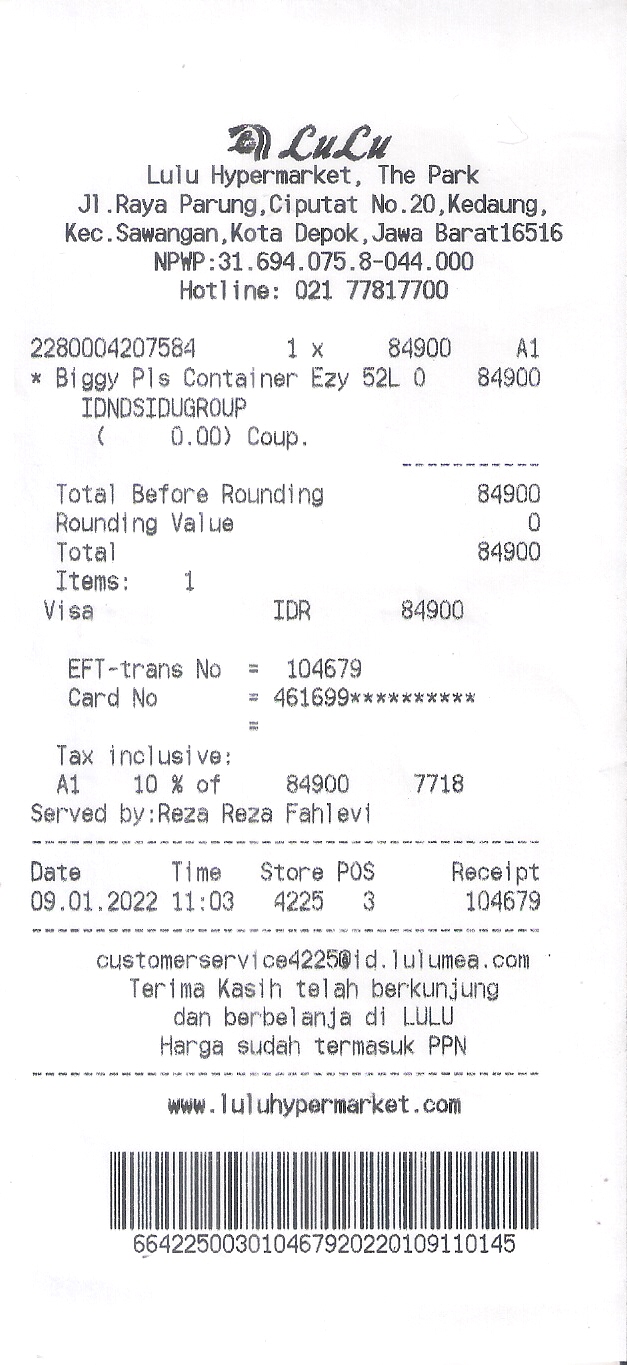 LuLu
Lulu Hypermarket, The Park
Jl.Raya Parung,Ciputat No.20,Kedaung,
Kec.Sawangan,Kota Depok,Jawa Barat16516
NPWP:31.694.075.8-044.000
Hotline: 021 77817700
2280004207584 1 x 84900 A1
* Biggy Pls Container Ezy 52L 0 84900
IDNDSIDUGROUP
( 0.00) Coup.
----------
Total Before Rounding 84900
Rounding Value 0
Total 84900
Items: 1
Visa IDR 84900
EFT-trans No = 104679
Card No = 461699**********
=
Tax inclusive:
A1 10 % of 84900 7718
Served by:Reza Reza Fahlevi
----------------------------------------
Date Time Store POS Receipt
09.01.2022 11:03 4225 3 104679
----------------------------------------
customerservice4225@id.lulumea.com
Terima Kasih telah berkunjung
dan berbelanja di LULU
Harga sudah termasuk PPN
----------------------------------------
www.luluhypermarket.com
664225003010467920220109110145